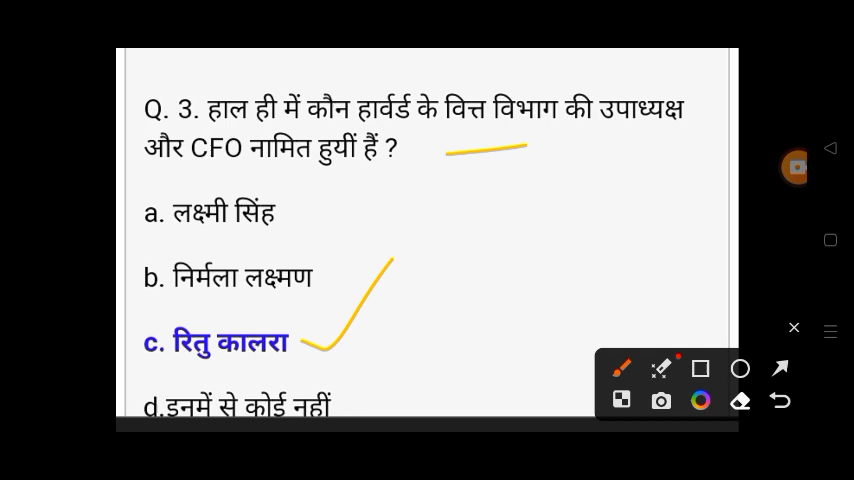 Q. 3. हाल ही में कौन हार्वर्ड के वित्त विभाग की उपाध्यक्ष
और CFO नामित हुयीं हैं ?
a. लक्ष्मी सिंह
b. निर्मला लक्ष्मण
c. रितु कालरा
d.इनमें से कोई नहीं